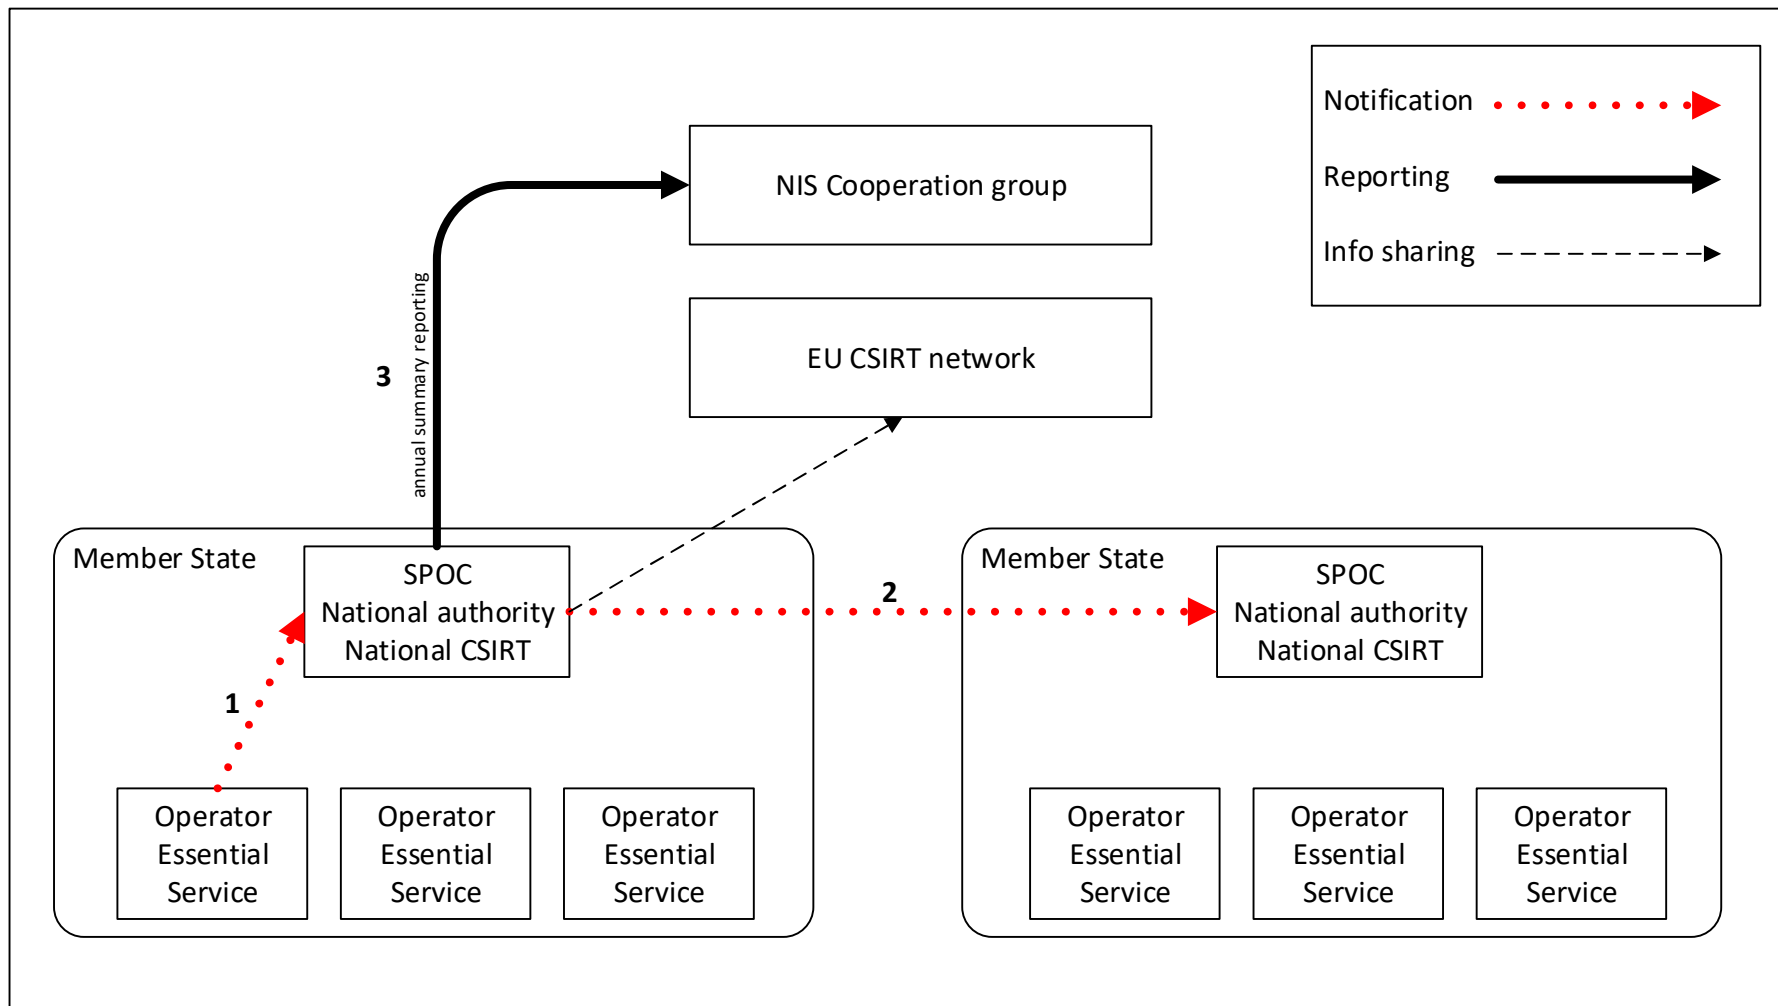 Notification
Reporting
Info sharing
NIS Cooperation group
EU CSIRT network
3
annual summary reporting
Member State
SPOC
National authority
National CSIRT
1
2
Operator
Essential
Service
Operator
Essential
Service
Operator
Essential
Service
Member State
SPOC
National authority
National CSIRT
Operator
Essential
Service
Operator
Essential
Service
Operator
Essential
Service